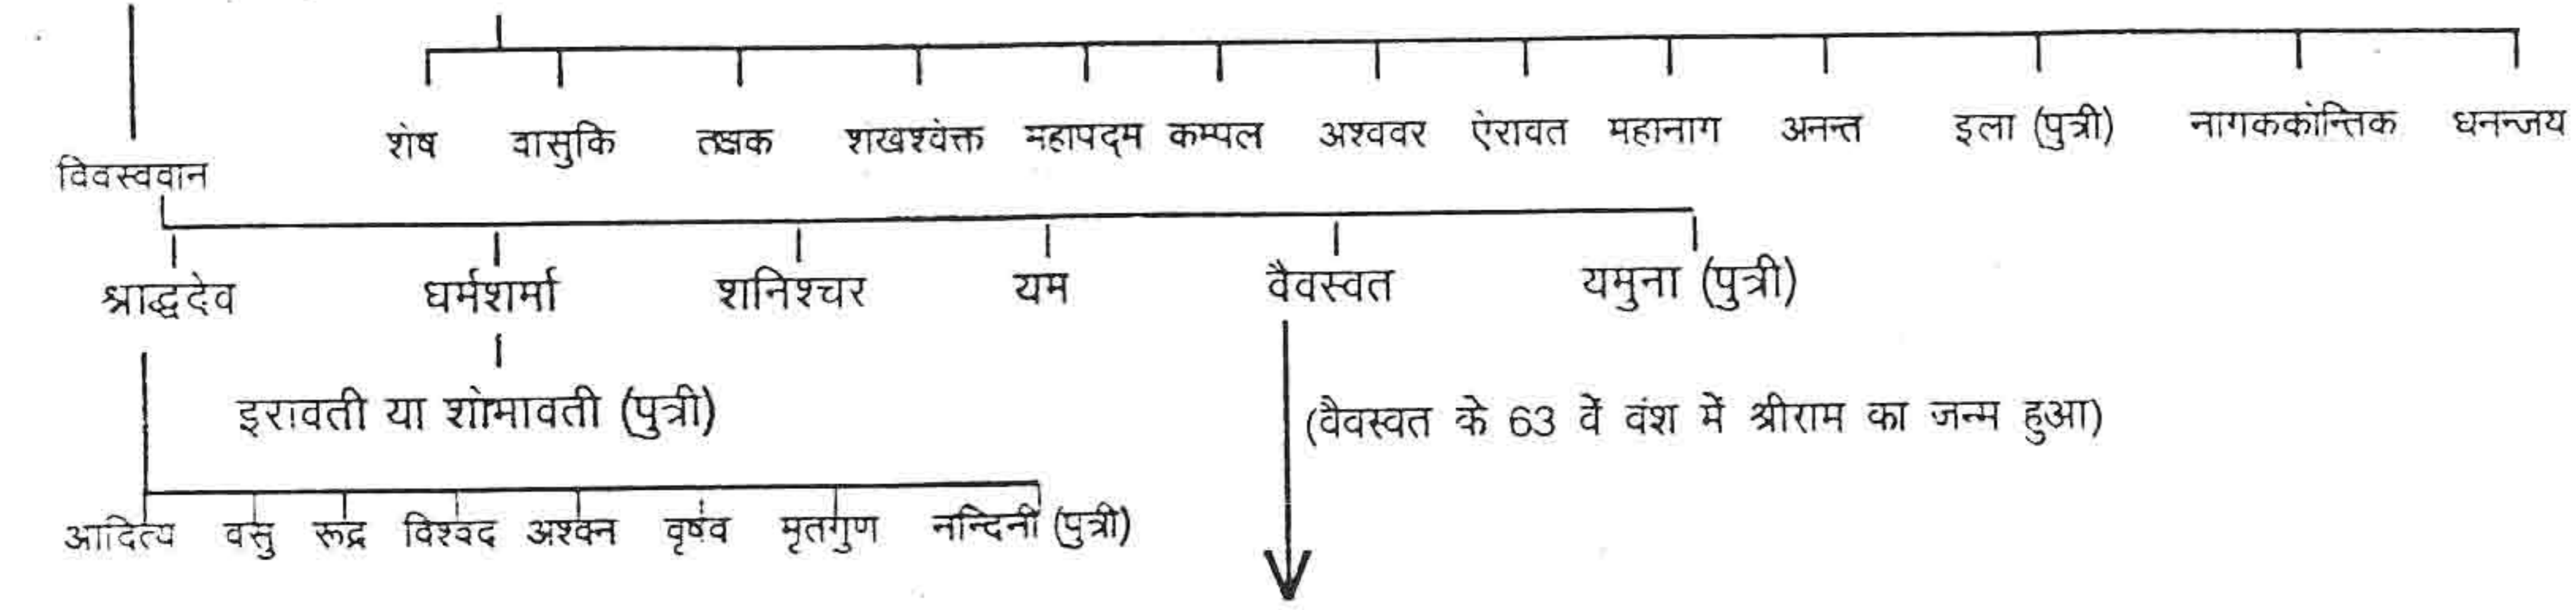 शेष वासुकि तक्षक शंखश्वेक्त महापद्म कम्पल अश्ववर ऐरावत महानाग अनन्त इला (पुत्री) नागककोन्तिक धनन्जय
विवस्ववान
श्राद्धदेव धर्मशर्मा शनिश्चर यम वैवस्वत यमुना (पुत्री)
इरावती या शोमावती (पुत्री)
(वैवस्वत के 63 वें वंश में श्रीराम का जन्म हुआ)
आदित्य वसु रूद्र विश्वेद अश्वन वृषव मृतगुण नन्दिनी (पुत्री)